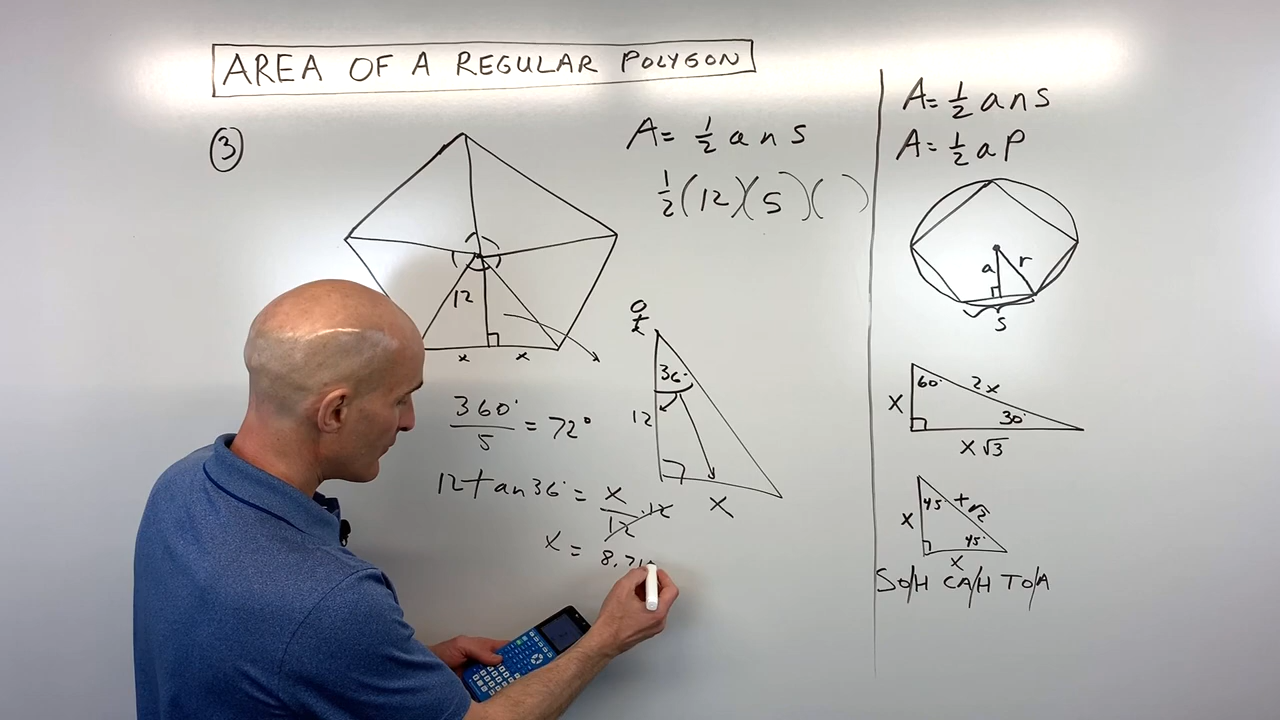 AREA OF A REGULAR POLYGON
3
A = 1/2 a n s
1/2 (12)(5)( )
12
x x
360°/5 = 72°
12 tan 36° = x/12 · 12
x = 8.71
36°
12
x
A = 1/2 a n s
A = 1/2 a P
a r
s
60° 2x
x 30°
x√3
45
x 45°
x
SO/H CA/H TO/A